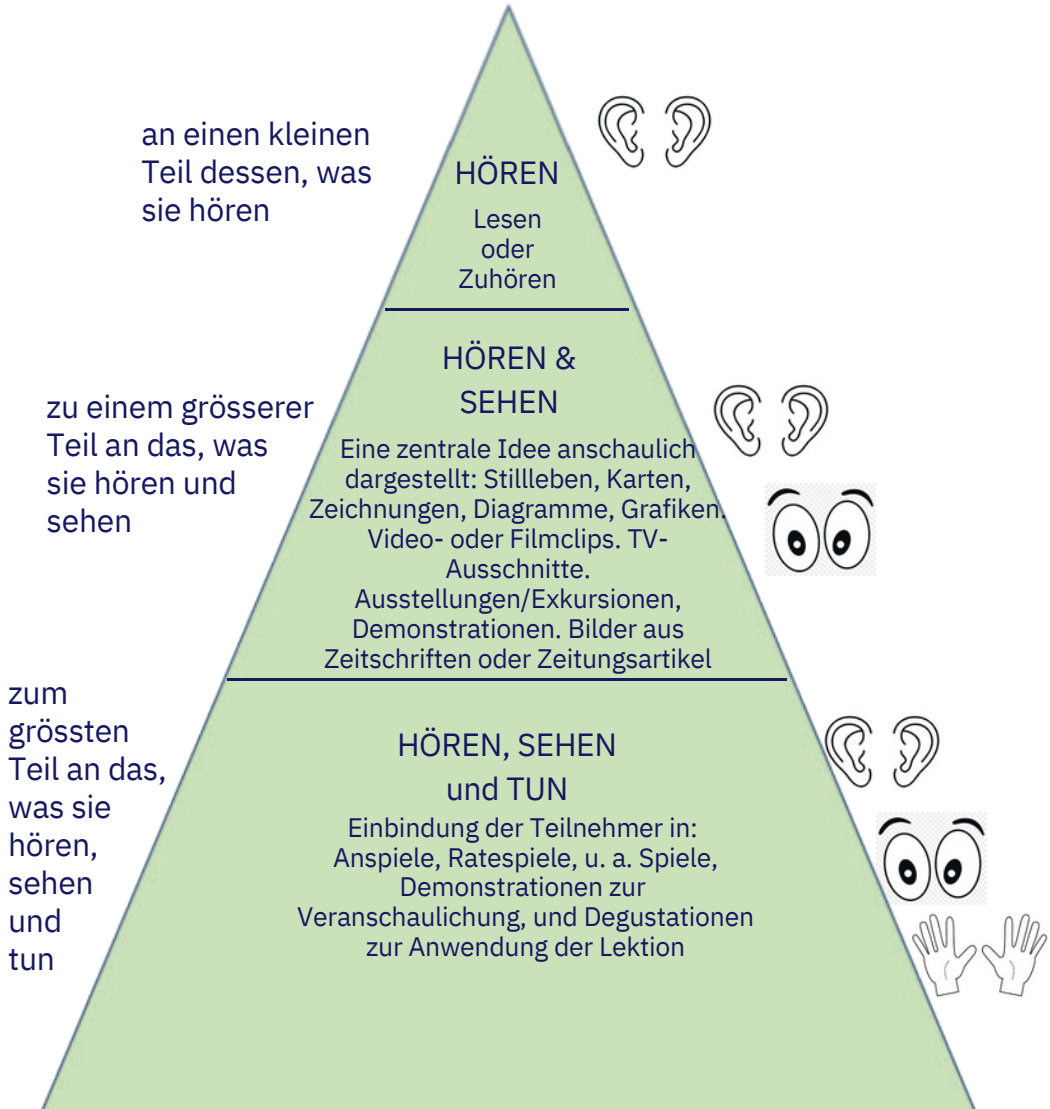 an einen kleinen
Teil dessen, was
sie hören
HÖREN
Lesen
oder
Zuhören
zu einem grösserer
Teil an das, was
sie hören und
sehen
HÖREN &
SEHEN
Eine zentrale Idee anschaulich
dargestellt: Stillleben, Karten,
Zeichnungen, Diagramme, Grafiken.
Video- oder Filmclips. TV-
Ausschnitte.
Ausstellungen/Exkursionen,
Demonstrationen. Bilder aus
Zeitschriften oder Zeitungsartikel
zum
grössten
Teil an das,
was sie
hören,
sehen
und
tun
HÖREN, SEHEN
und TUN
Einbindung der Teilnehmer in:
Anspiele, Ratespiele, u. a. Spiele,
Demonstrationen zur
Veranschaulichung, und Degustationen
zur Anwendung der Lektion